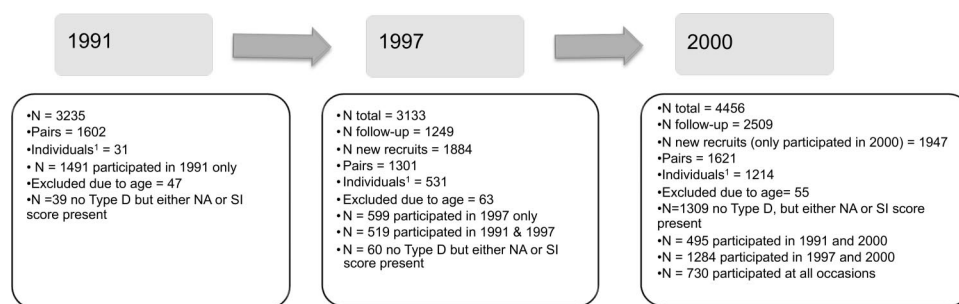 1991
1997
2000
•N = 3235
•Pairs = 1602
•Individuals¹ = 31
• N = 1491 participated in 1991 only
•Excluded due to age = 47
•N =39 no Type D but either NA or SI
score present
•N total = 3133
•N follow-up = 1249
•N new recruits = 1884
•Pairs = 1301
•Individuals¹ = 531
•Excluded due to age = 63
•N = 599 participated in 1997 only
•N = 519 participated in 1991 & 1997
•N = 60 no Type D but either NA or SI
score present
•N total = 4456
•N follow-up = 2509
•N new recruits (only participated in 2000) = 1947
•Pairs = 1621
•Individuals¹ = 1214
•Excluded due to age= 55
•N=1309 no Type D, but either NA or SI score
present
•N = 495 participated in 1991 and 2000
•N = 1284 participated in 1997 and 2000
•N = 730 participated at all occasions